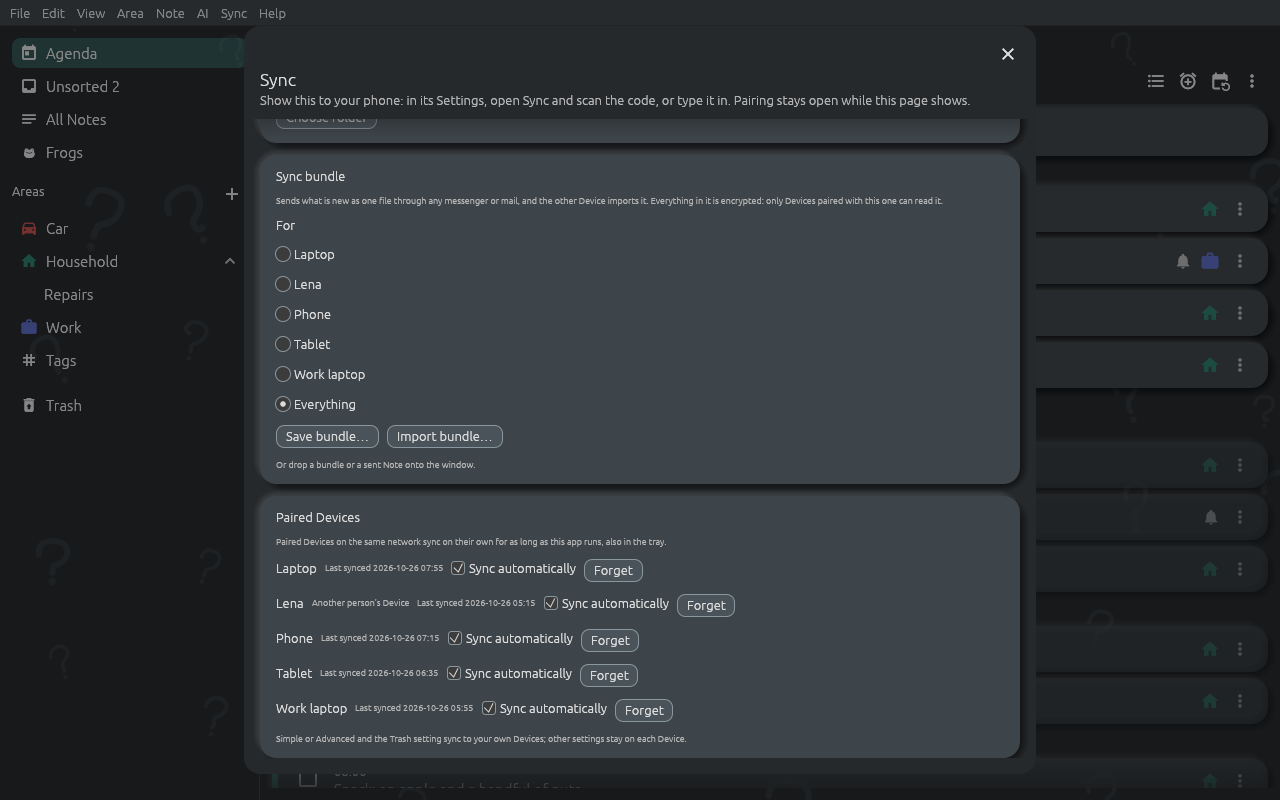 File Edit View Area Note AI Sync Help
Agenda
Unsorted 2
All Notes
Frogs
Areas
Car
Household
Repairs
Work
Tags
Trash
Sync
Show this to your phone: in its Settings, open Sync and scan the code, or type it in. Pairing stays open while this page shows.
Choose folder
Sync bundle
Sends what is new as one file through any messenger or mail, and the other Device imports it. Everything in it is encrypted: only Devices paired with this one can read it.
For
Laptop
Lena
Phone
Tablet
Work laptop
Everything
Save bundle... Import bundle...
Or drop a bundle or a sent Note onto the window.
Paired Devices
Paired Devices on the same network sync on their own for as long as this app runs, also in the tray.
Laptop Last synced 2026-10-26 07:55 Sync automatically Forget
Lena Another person's Device Last synced 2026-10-26 05:15 Sync automatically Forget
Phone Last synced 2026-10-26 07:15 Sync automatically Forget
Tablet Last synced 2026-10-26 06:35 Sync automatically Forget
Work laptop Last synced 2026-10-26 05:55 Sync automatically Forget
Simple or Advanced and the Trash setting sync to your own Devices; other settings stay on each Device.
Snack on apple and a handful of nuts